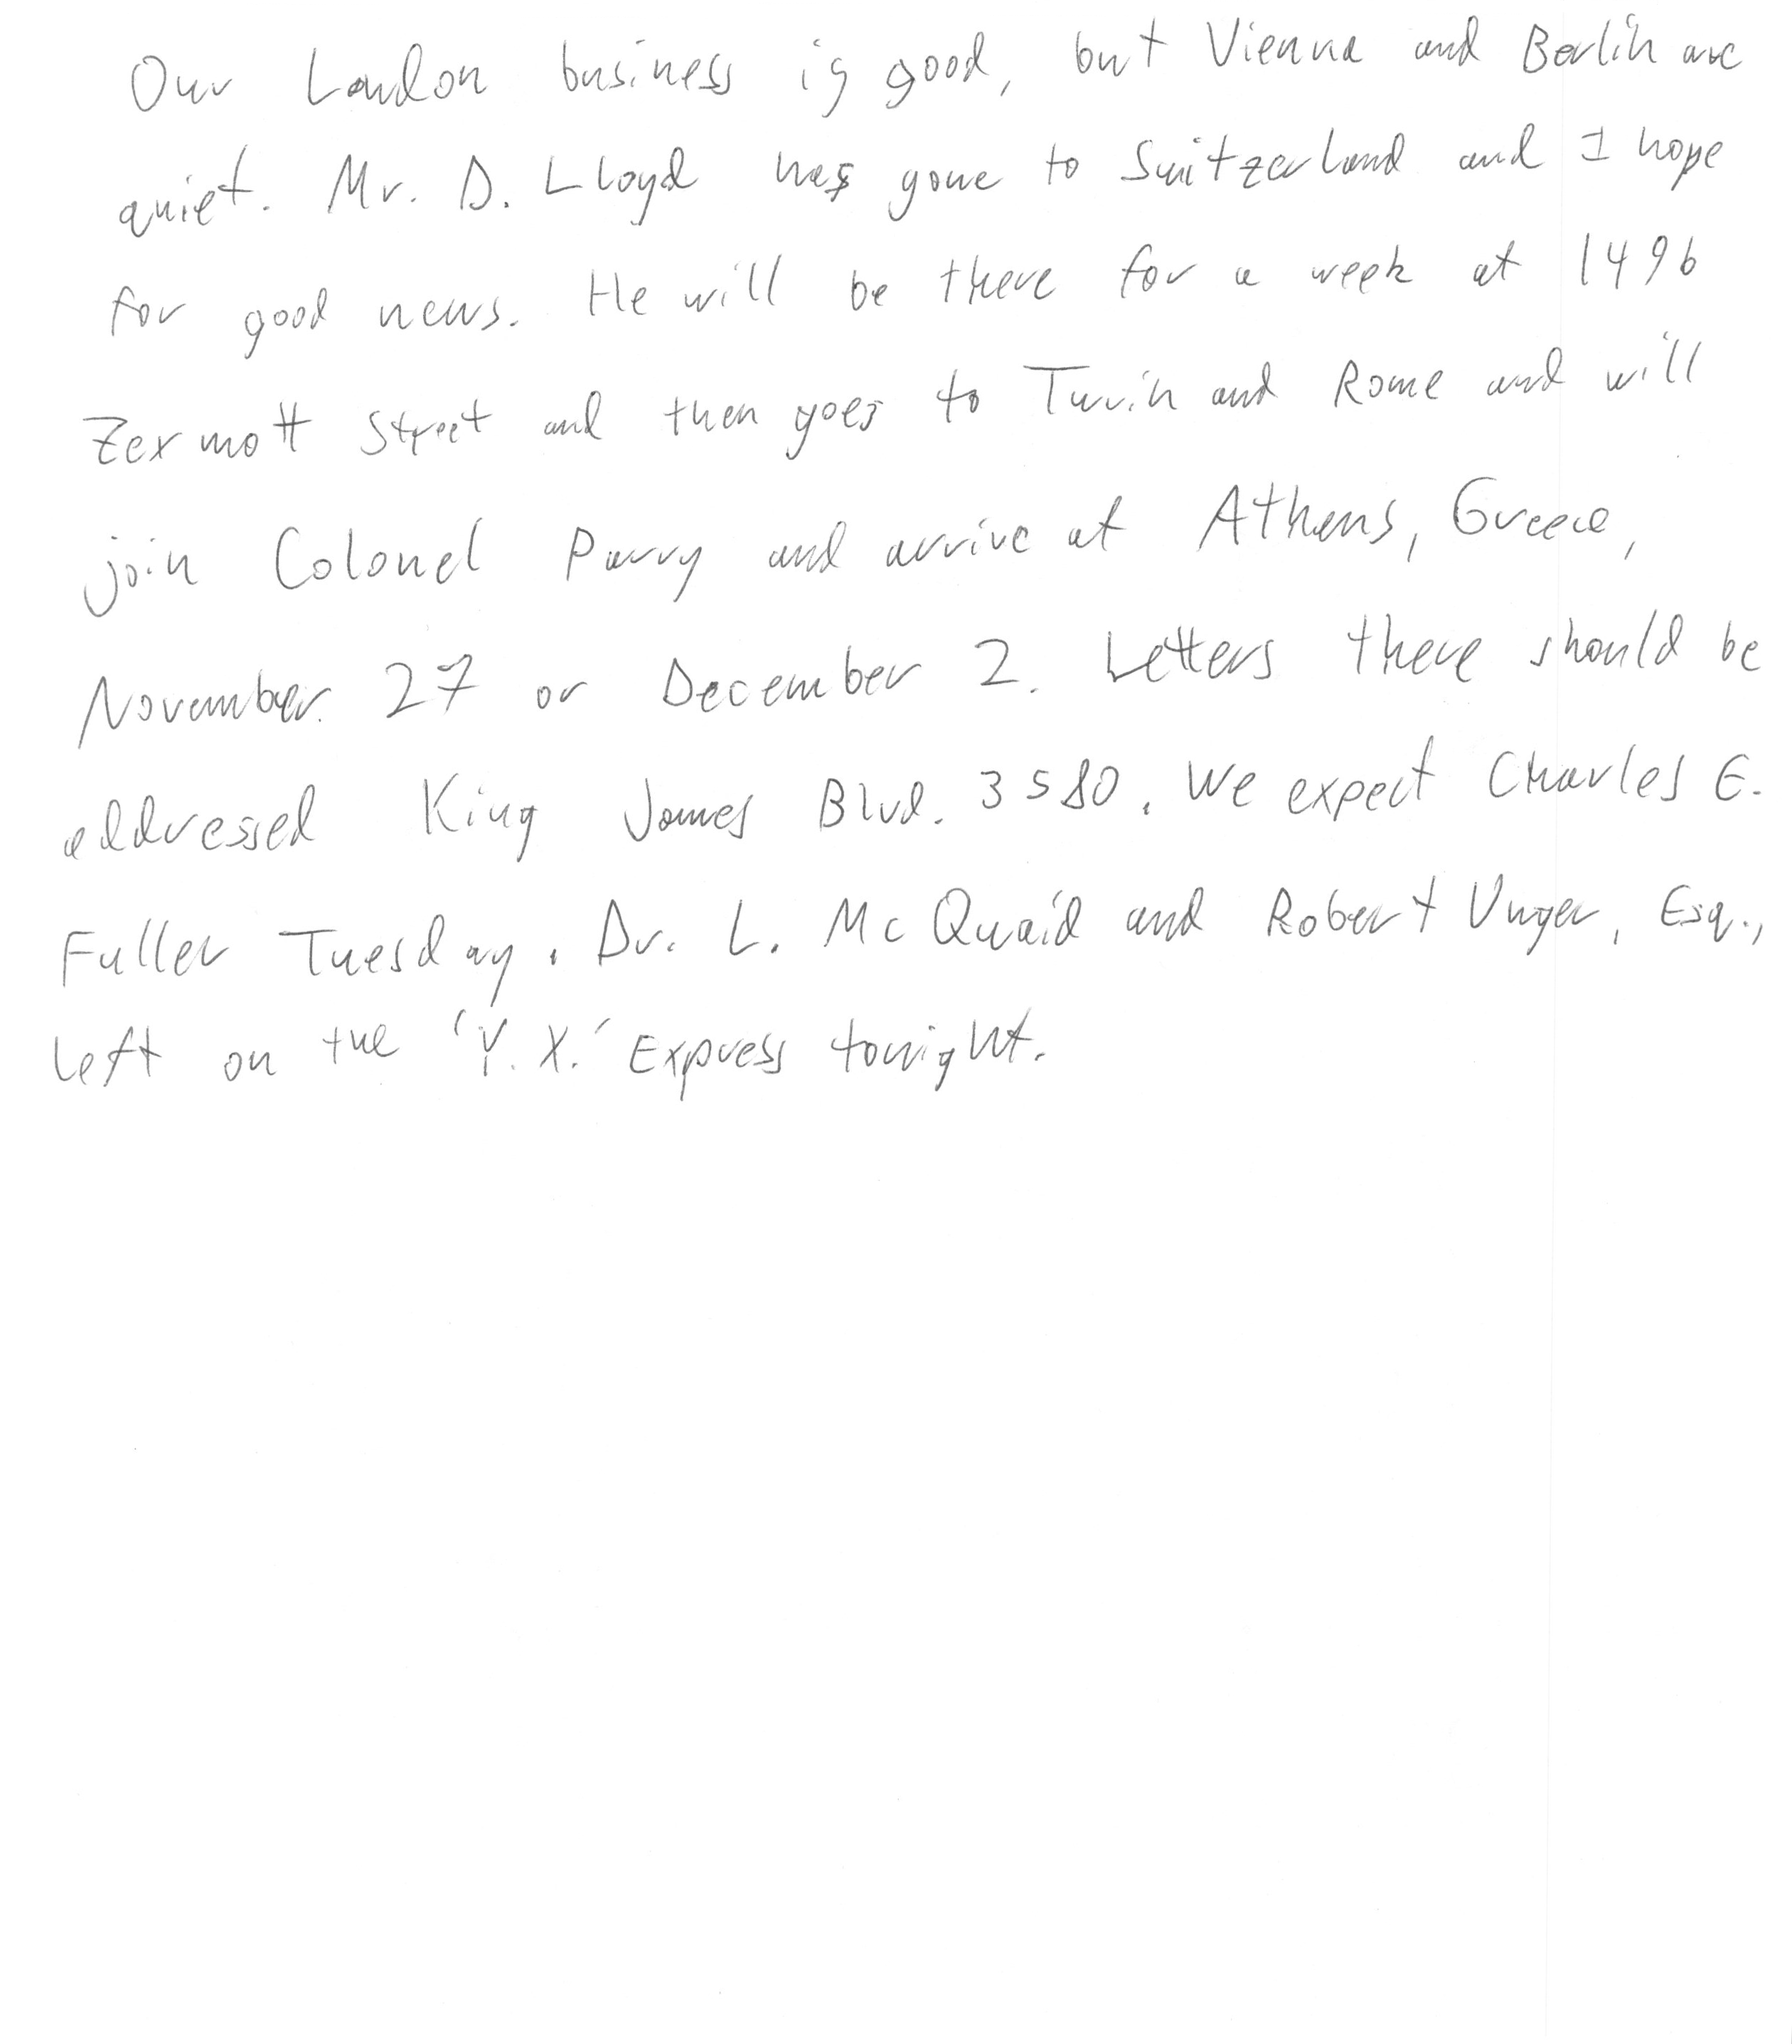 Our London business is good, but Vienna and Berlin are
quiet. Mr. D. Lloyd has gone to Switzerland and I hope
for good news. He will be there for a week at 1496
Zermott Street and then goes to Turin and Rome and will
join Colonel Parry and arrive at Athens, Greece,
November 27 or December 2. Letters there should be
addressed King James Blvd. 3580. We expect Charles E.
Fuller Tuesday. Dr. L. McQuaid and Robert Unger, Esq.,
left on the 'Y. X.' Express tonight.